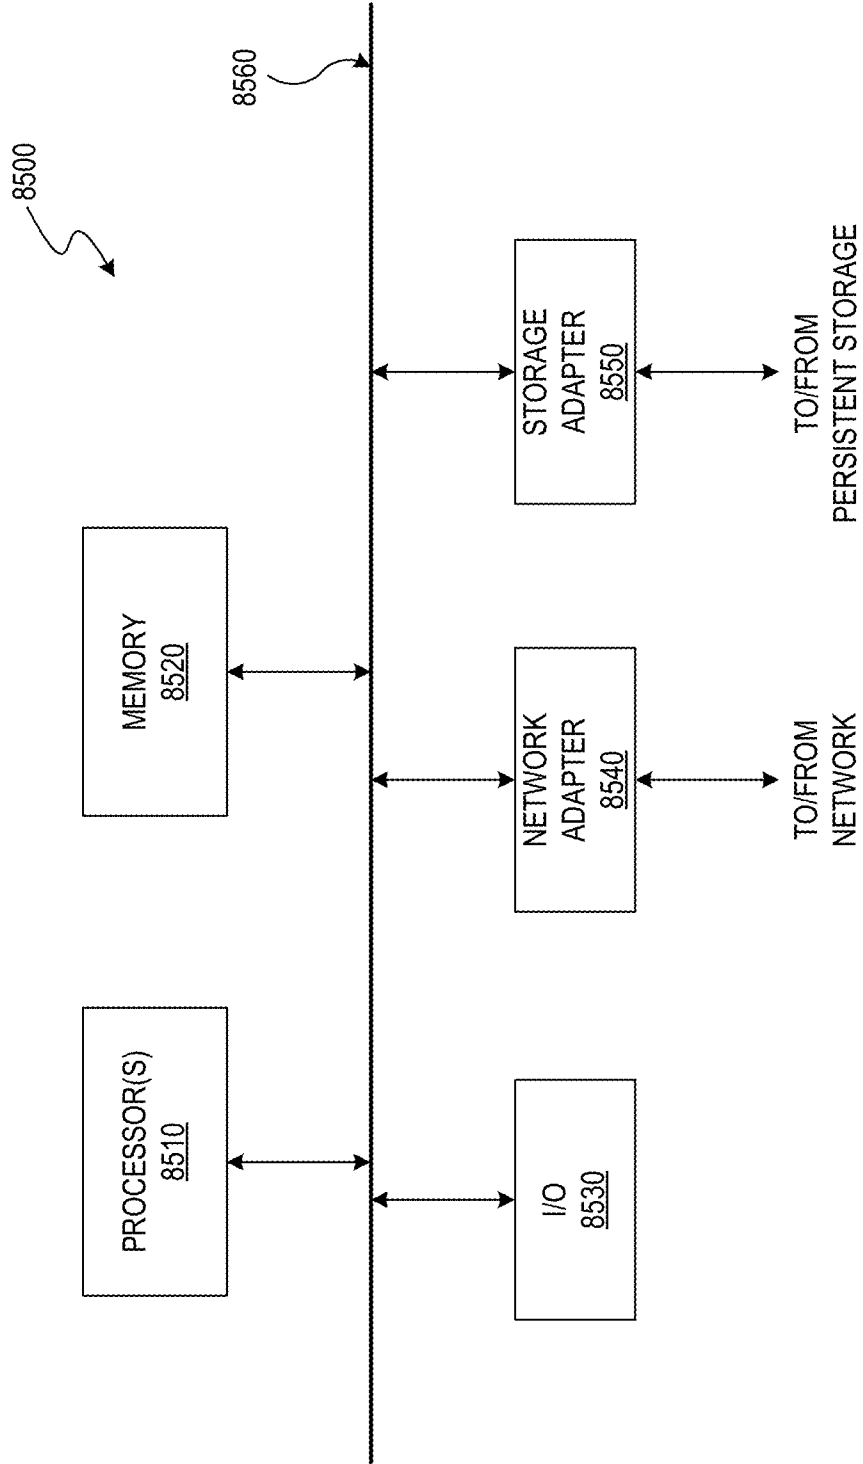 8500
8560
PROCESSOR(S)
8510
MEMORY
8520
I/O
8530
NETWORK
ADAPTER
8540
STORAGE
ADAPTER
8550
TO/FROM
NETWORK
TO/FROM
PERSISTENT STORAGE